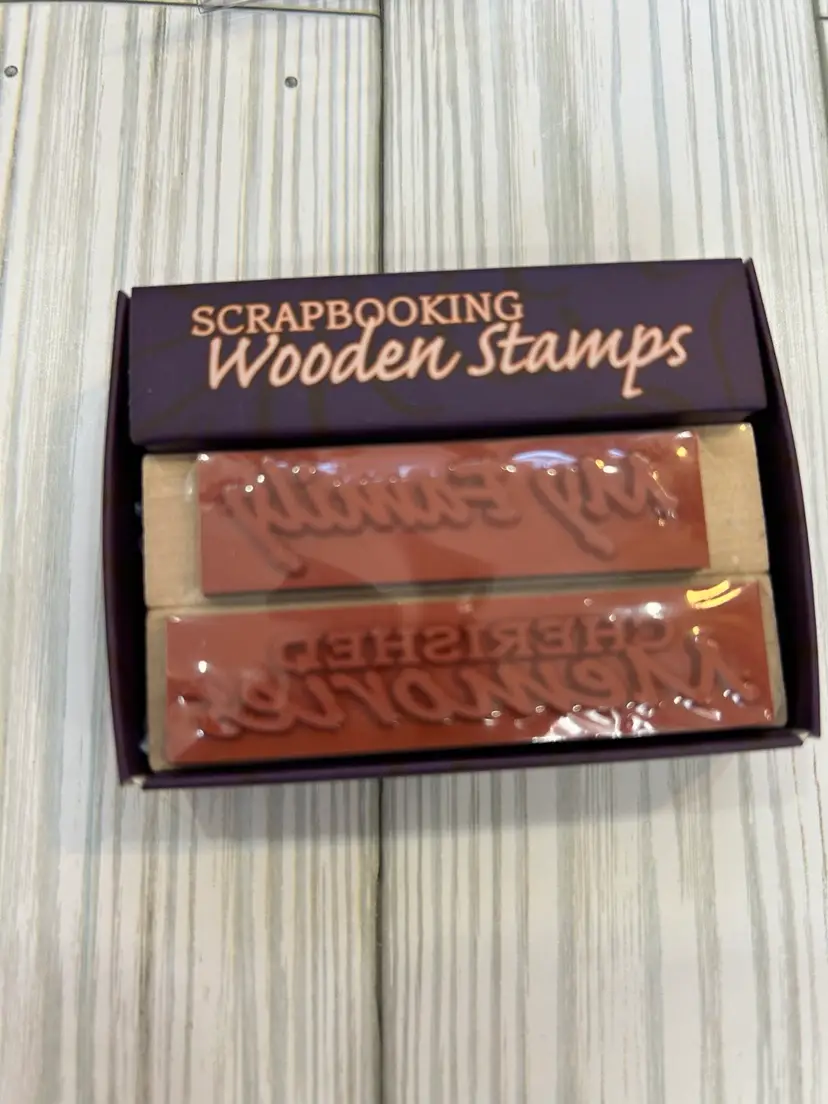 SCRAPBOOKING
Wooden Stamps
My Family
CHERISHED
Memories